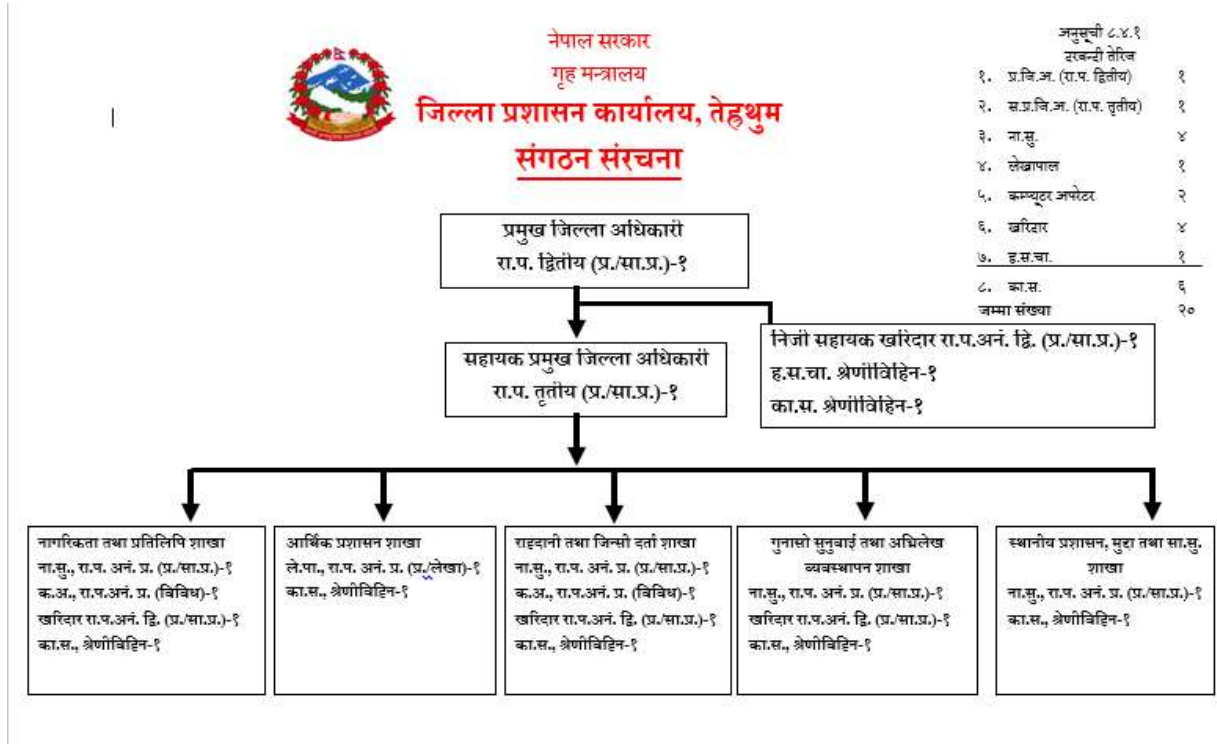 नेपाल सरकार
गृह मन्त्रालय
जिल्ला प्रशासन कार्यालय, तेह्रथुम
संगठन संरचना
अनुसूची ८.४.१
दरबन्दी तेरिज
१. प्र.जि.अ. (रा.प. द्वितीय) १
२. स.प्र.जि.अ. (रा.प. तृतीय) १
३. ना.सु. ४
४. लेखापाल १
५. कम्प्यूटर अपरेटर २
६. खरिदार ४
७. ह.स.चा. १
८. का.स. ६
जम्मा संख्या २०
प्रमुख जिल्ला अधिकारी
रा.प. द्वितीय (प्र./सा.प्र.)-१
निजी सहायक खरिदार रा.प.अनं. द्वि. (प्र./सा.प्र.)-१
ह.स.चा. श्रेणीविहिन-१
का.स. श्रेणीविहिन-१
सहायक प्रमुख जिल्ला अधिकारी
रा.प. तृतीय (प्र./सा.प्र.)-१
नागरिकता तथा प्रतिलिपि शाखा
ना.सु., रा.प. अनं. प्र. (प्र./सा.प्र.)-१
क.अ., रा.प.अनं. प्र. (विविध)-१
खरिदार रा.प.अनं. द्वि. (प्र./सा.प्र.)-१
का.स., श्रेणीविहिन-१
आर्थिक प्रशासन शाखा
ले.पा., रा.प. अनं. प्र. (प्र./लेखा)-१
का.स., श्रेणीविहिन-१
राहदानी तथा जिन्सी दर्ता शाखा
ना.सु., रा.प. अनं. प्र. (प्र./सा.प्र.)-१
क.अ., रा.प.अनं. प्र. (विविध)-१
खरिदार रा.प.अनं. द्वि. (प्र./सा.प्र.)-१
का.स., श्रेणीविहिन-१
गुनासो सुनुवाई तथा अभिलेख
व्यवस्थापन शाखा
ना.सु., रा.प. अनं. प्र. (प्र./सा.प्र.)-१
खरिदार रा.प.अनं. द्वि. (प्र./सा.प्र.)-१
का.स., श्रेणीविहिन-१
स्थानीय प्रशासन, मुद्दा तथा सा.सु.
शाखा
ना.सु., रा.प. अनं. प्र. (प्र./सा.प्र.)-१
का.स., श्रेणीविहिन-१